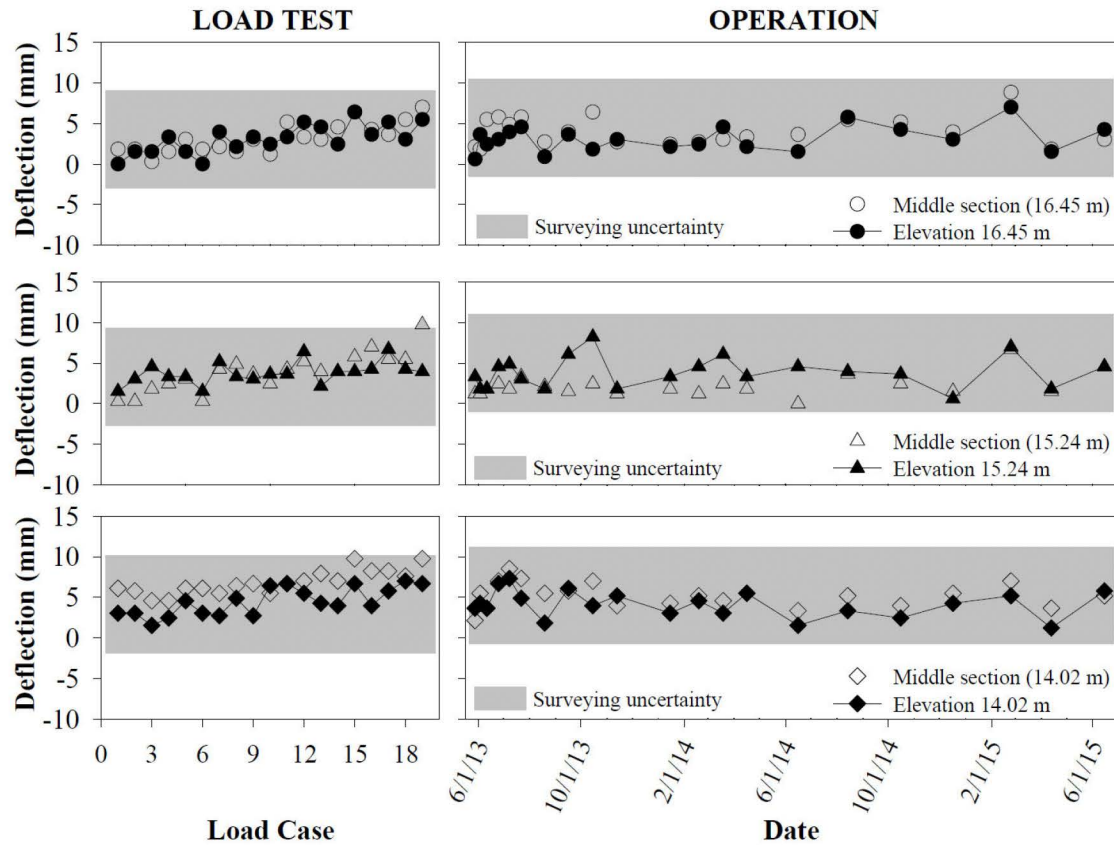 LOAD TEST
OPERATION
Deflection (mm)
15
10
5
0
-5
-10
Surveying uncertainty
Middle section (16.45 m)
Elevation 16.45 m
Deflection (mm)
15
10
5
0
-5
-10
Surveying uncertainty
Middle section (15.24 m)
Elevation 15.24 m
Deflection (mm)
15
10
5
0
-5
-10
Surveying uncertainty
Middle section (14.02 m)
Elevation 14.02 m
0 3 6 9 12 15 18
6/1/13 10/1/13 2/1/14 6/1/14 10/1/14 2/1/15 6/1/15
Load Case
Date